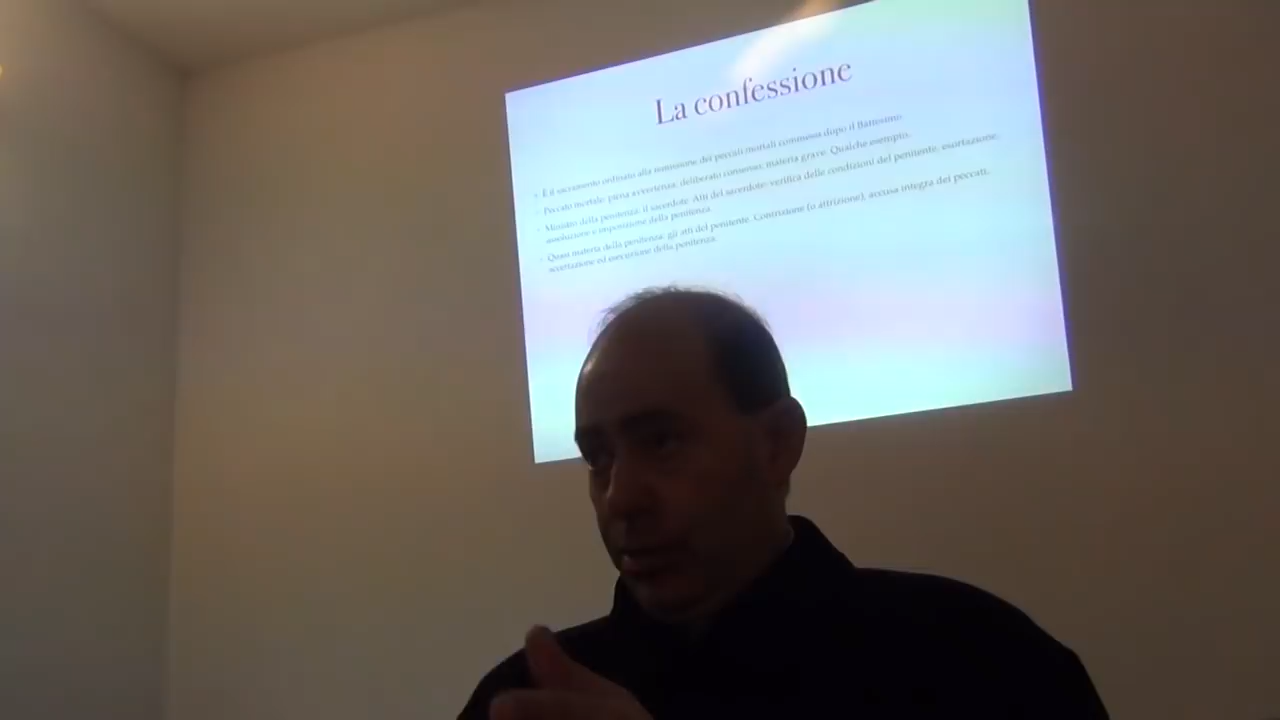 La confessione
È il sacramento ordinato alla remissione dei peccati mortali commessi dopo il Battesimo.
Peccato mortale: piena avvertenza, deliberato consenso, materia grave. Qualche esempio.
Ministro della penitenza: il sacerdote. Atti del sacerdote: verifica delle condizioni del penitente, esortazione,
assoluzione e imposizione della penitenza.
Quasi materia della penitenza: gli atti del penitente. Contrizione (o attrizione), accusa integra dei peccati,
accettazione ed esecuzione della penitenza.